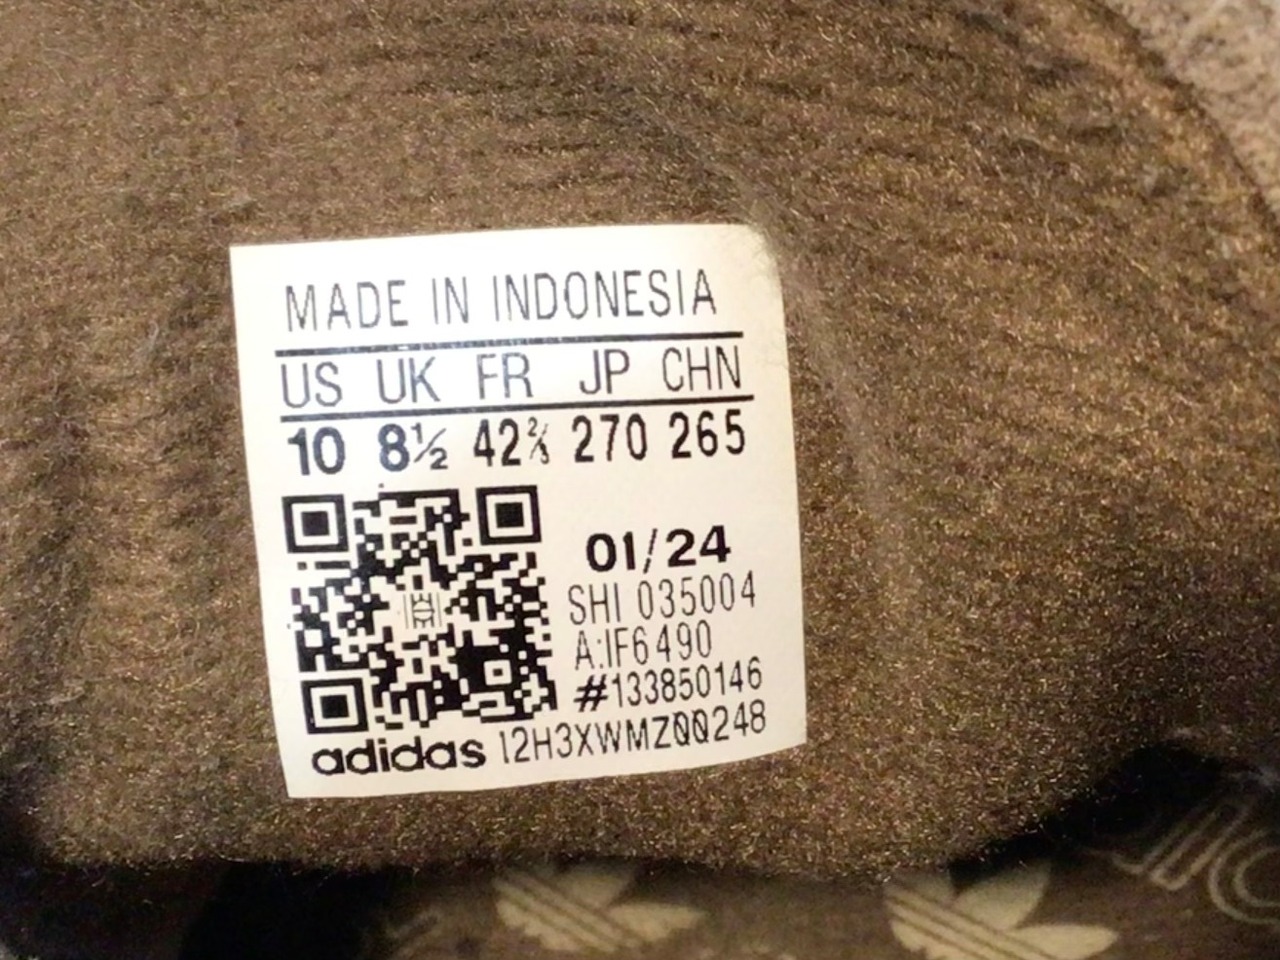 MADE IN INDONESIA
US UK FR JP CHN
10 8½ 42⅔ 270 265
01/24
SHI 035004
A:IF6490
#133850146
adidas 12H3XWMZ00248